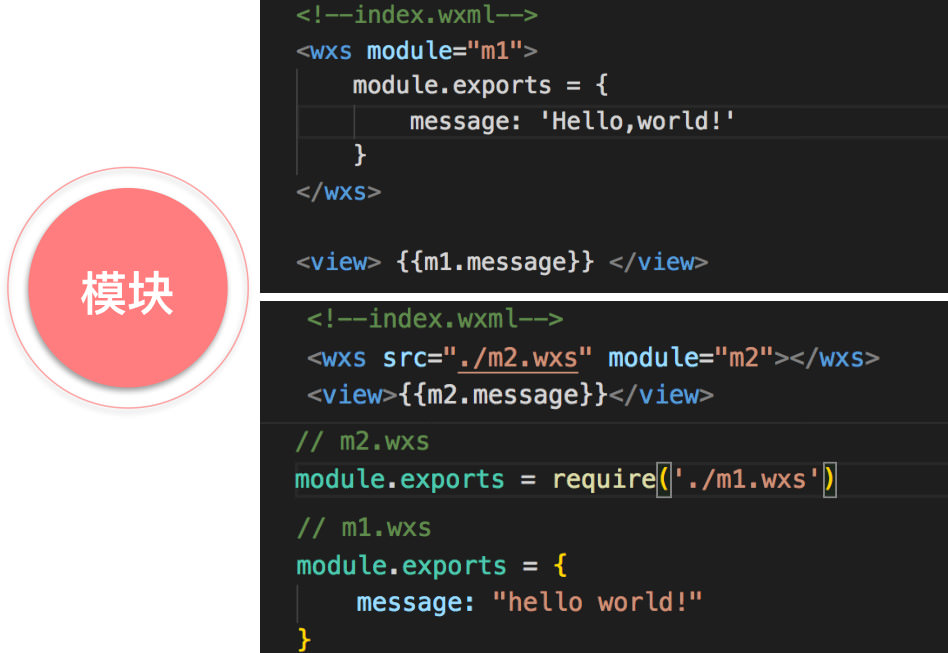 模块
<!--index.wxml-->
<wxs module="m1">
    module.exports = {
        message: 'Hello,world!'
    }
</wxs>
<view> {{m1.message}} </view>
<!--index.wxml-->
<wxs src="./m2.wxs" module="m2"></wxs>
<view>{{m2.message}}</view>
// m2.wxs
module.exports = require('./m1.wxs')
// m1.wxs
module.exports = {
    message: "hello world!"
}